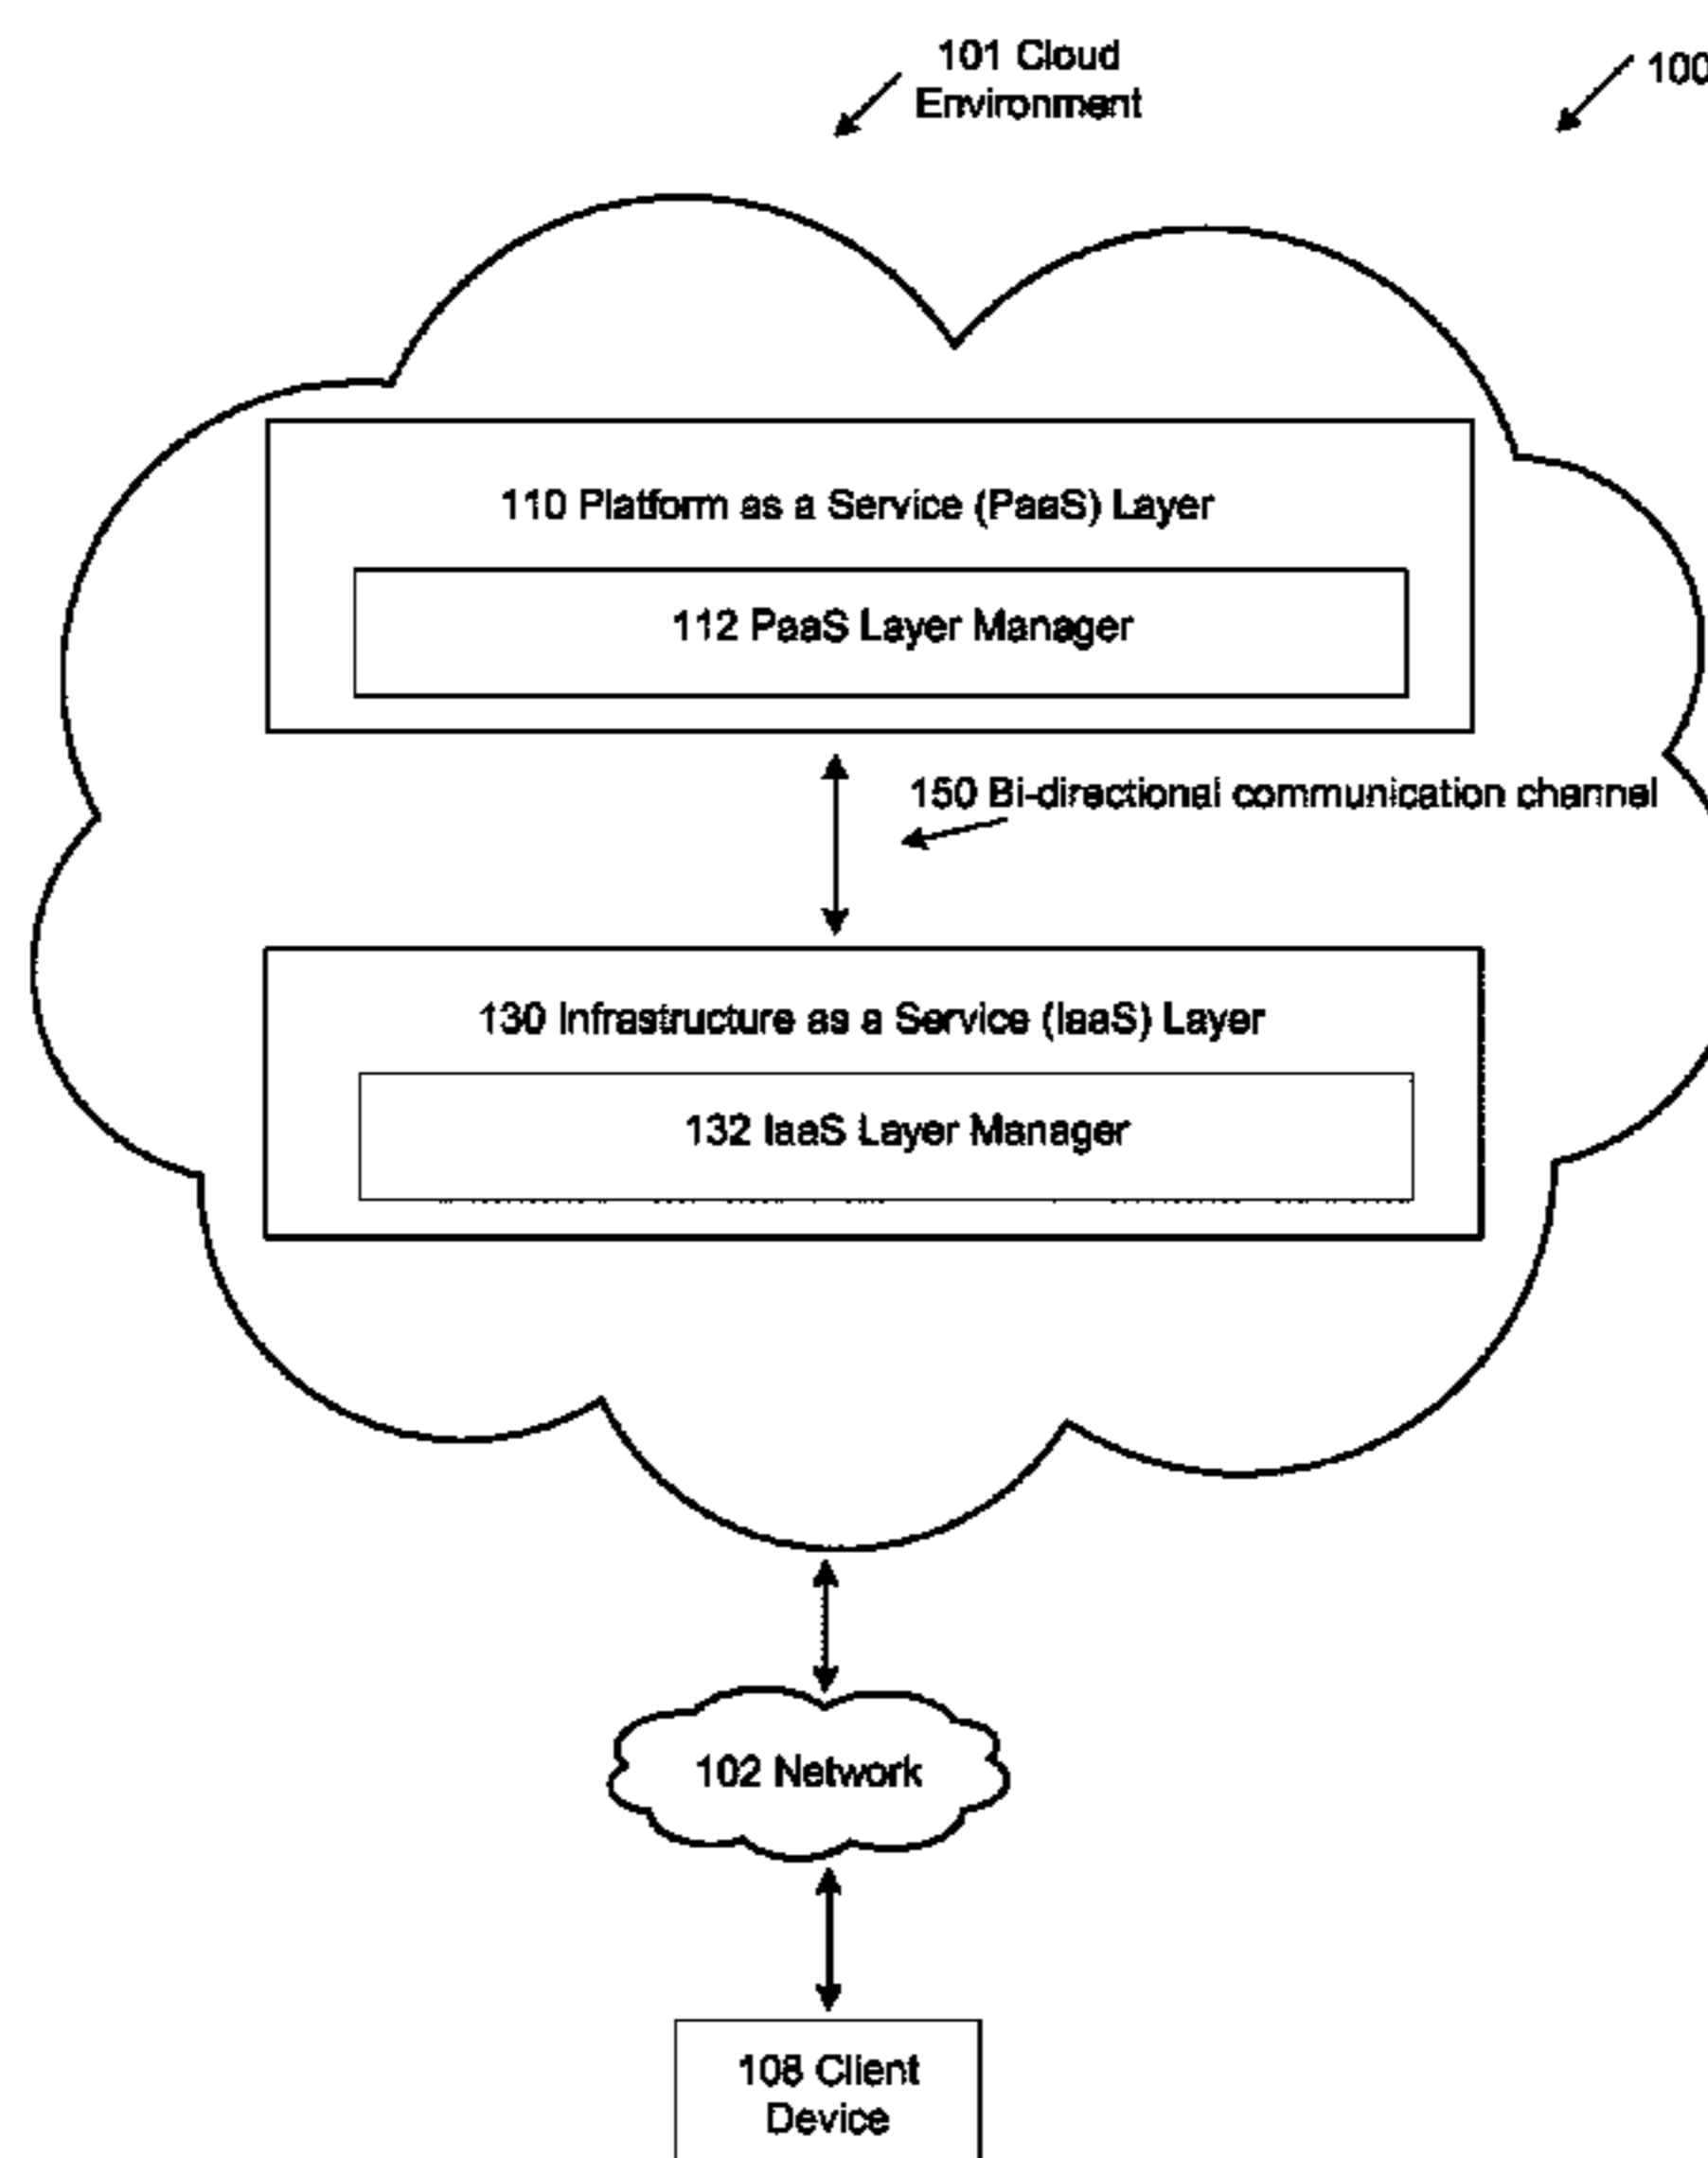 101 Cloud
Environment
100
110 Platform as a Service (PaaS) Layer
112 PaaS Layer Manager
150 Bi-directional communication channel
130 Infrastructure as a Service (IaaS) Layer
132 IaaS Layer Manager
102 Network
108 Client
Device